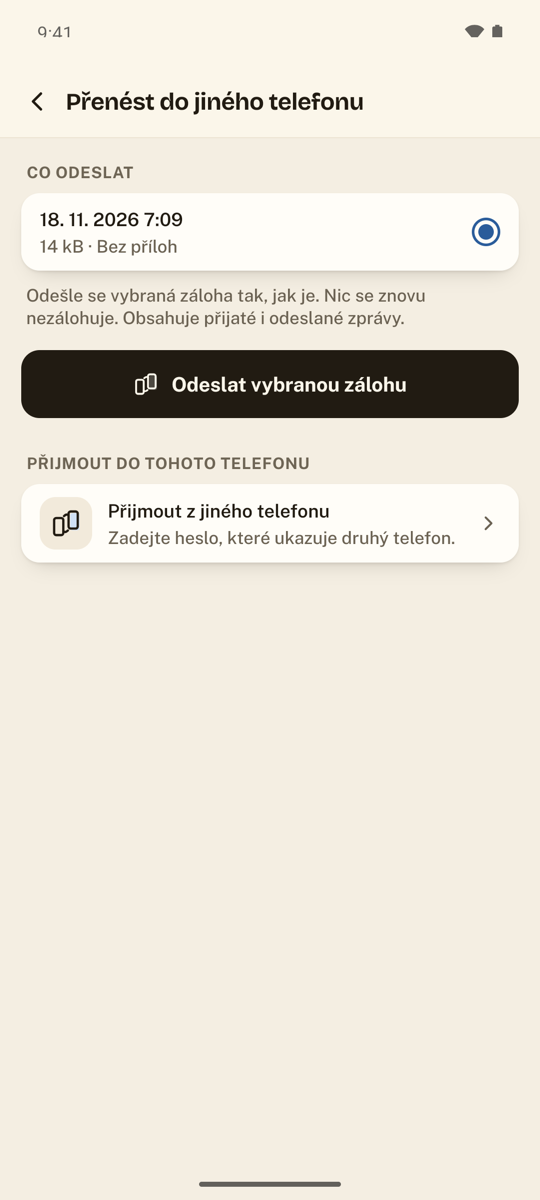 9:41
Přenést do jiného telefonu
CO ODESLAT
18. 11. 2026 7:09
14 kB · Bez příloh
Odešle se vybraná záloha tak, jak je. Nic se znovu
nezálohuje. Obsahuje přijaté i odeslané zprávy.
Odeslat vybranou zálohu
PŘIJMOUT DO TOHOTO TELEFONU
Přijmout z jiného telefonu
Zadejte heslo, které ukazuje druhý telefon.